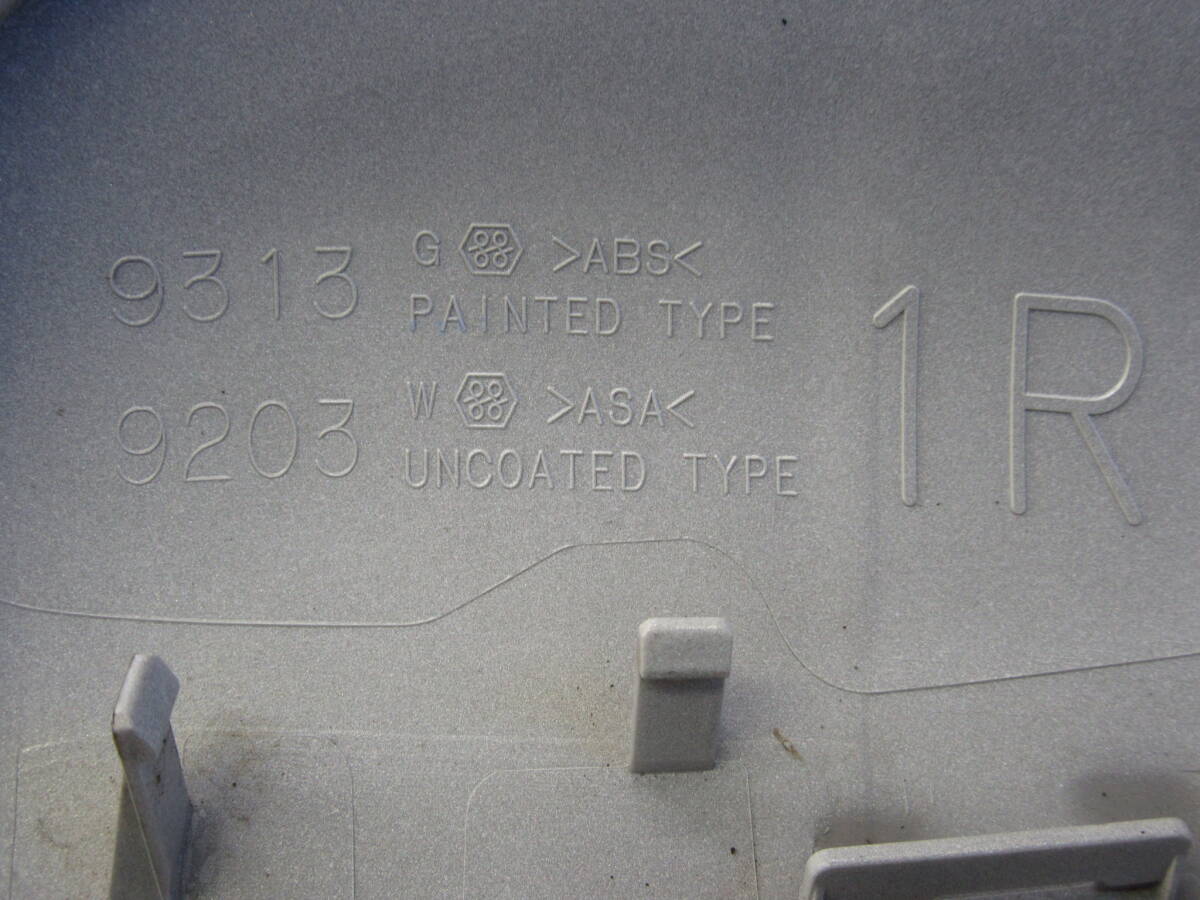 9313 G >ABS<
PAINTED TYPE
9203 W >ASA<
UNCOATED TYPE
1R